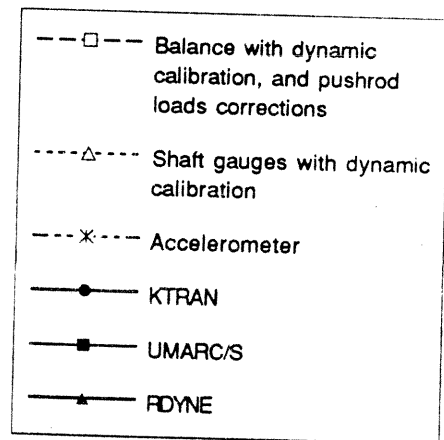 Balance with dynamic
calibration, and pushrod
loads corrections
Shaft gauges with dynamic
calibration
Accelerometer
KTRAN
UMARC/S
RDYNE